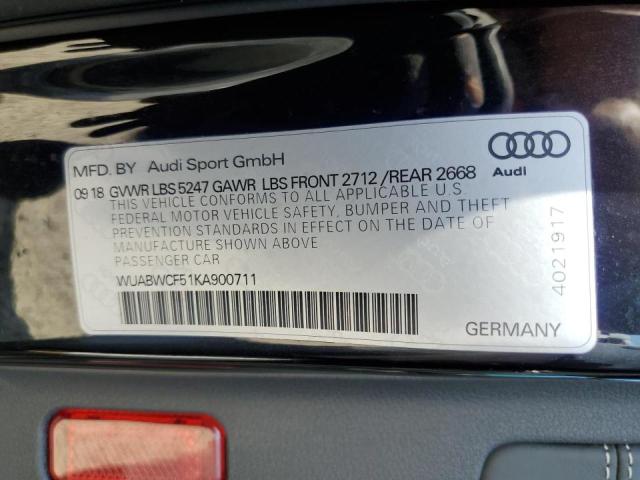 MFD. BY Audi Sport GmbH
09 18 GVWR LBS 5247 GAWR LBS FRONT 2712 /REAR 2668
THIS VEHICLE CONFORMS TO ALL APPLICABLE U.S.
FEDERAL MOTOR VEHICLE SAFETY, BUMPER AND THEFT
PREVENTION STANDARDS IN EFFECT ON THE DATE OF
MANUFACTURE SHOWN ABOVE
PASSENGER CAR
WUABWCF51KA900711
Audi
4021917
GERMANY